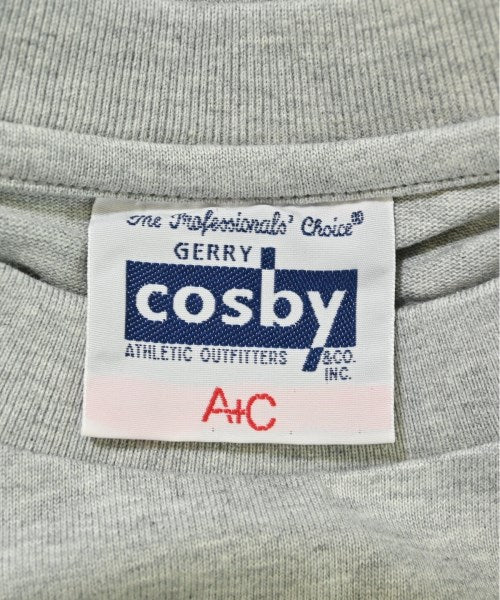 The Professionals' Choice®
GERRY
cosby
ATHLETIC OUTFITTERS &CO.
INC.
A+C